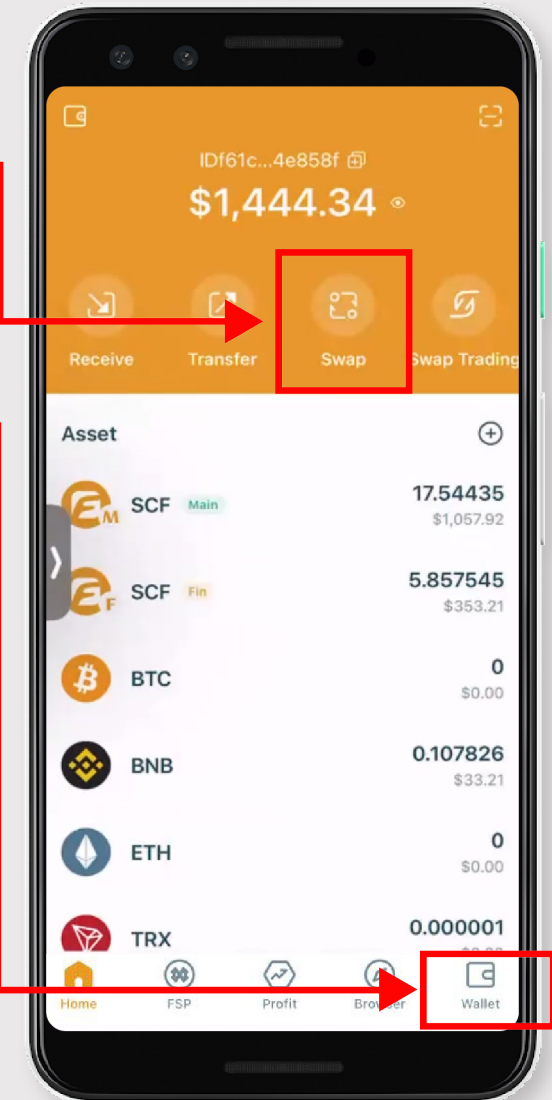 IDf61c...4e858f
$1,444.34
Receive Transfer Swap Swap Trading
Asset
SCF Main 17.54435
$1,057.92
SCF Fin 5.857545
$353.21
BTC 0
$0.00
BNB 0.107826
$33.21
ETH 0
$0.00
TRX 0.000001
Home FSP Profit Browser Wallet